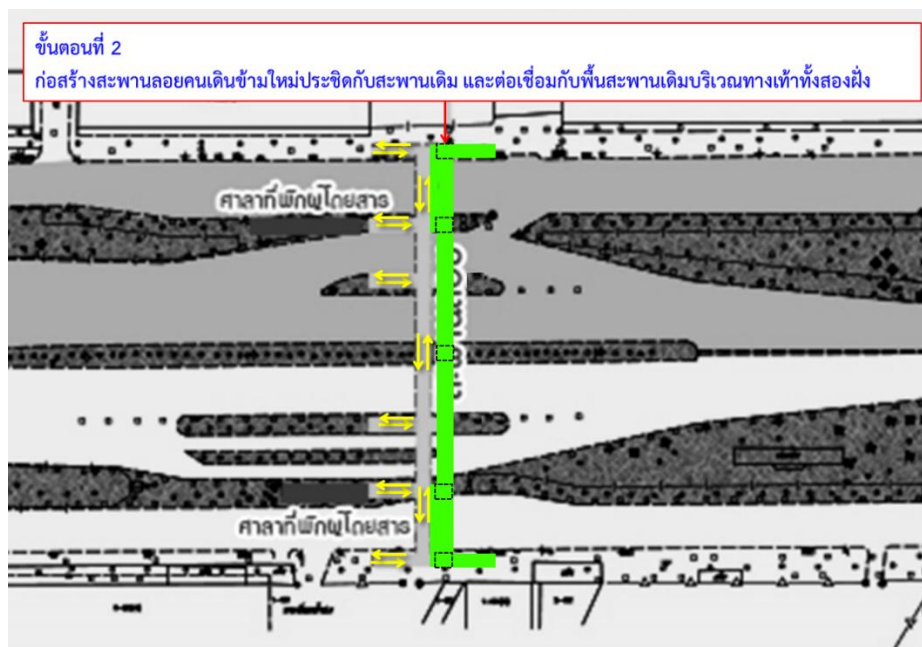 ขั้นตอนที่ 2
ก่อสร้างสะพานลอยคนเดินข้ามใหม่ประชิดกับสะพานเดิม และต่อเชื่อมกับพื้นสะพานเดิมบริเวณทางเท้าทั้งสองฝั่ง
ศาลาที่พักผู้โดยสาร
ศาลาที่พักผู้โดยสาร